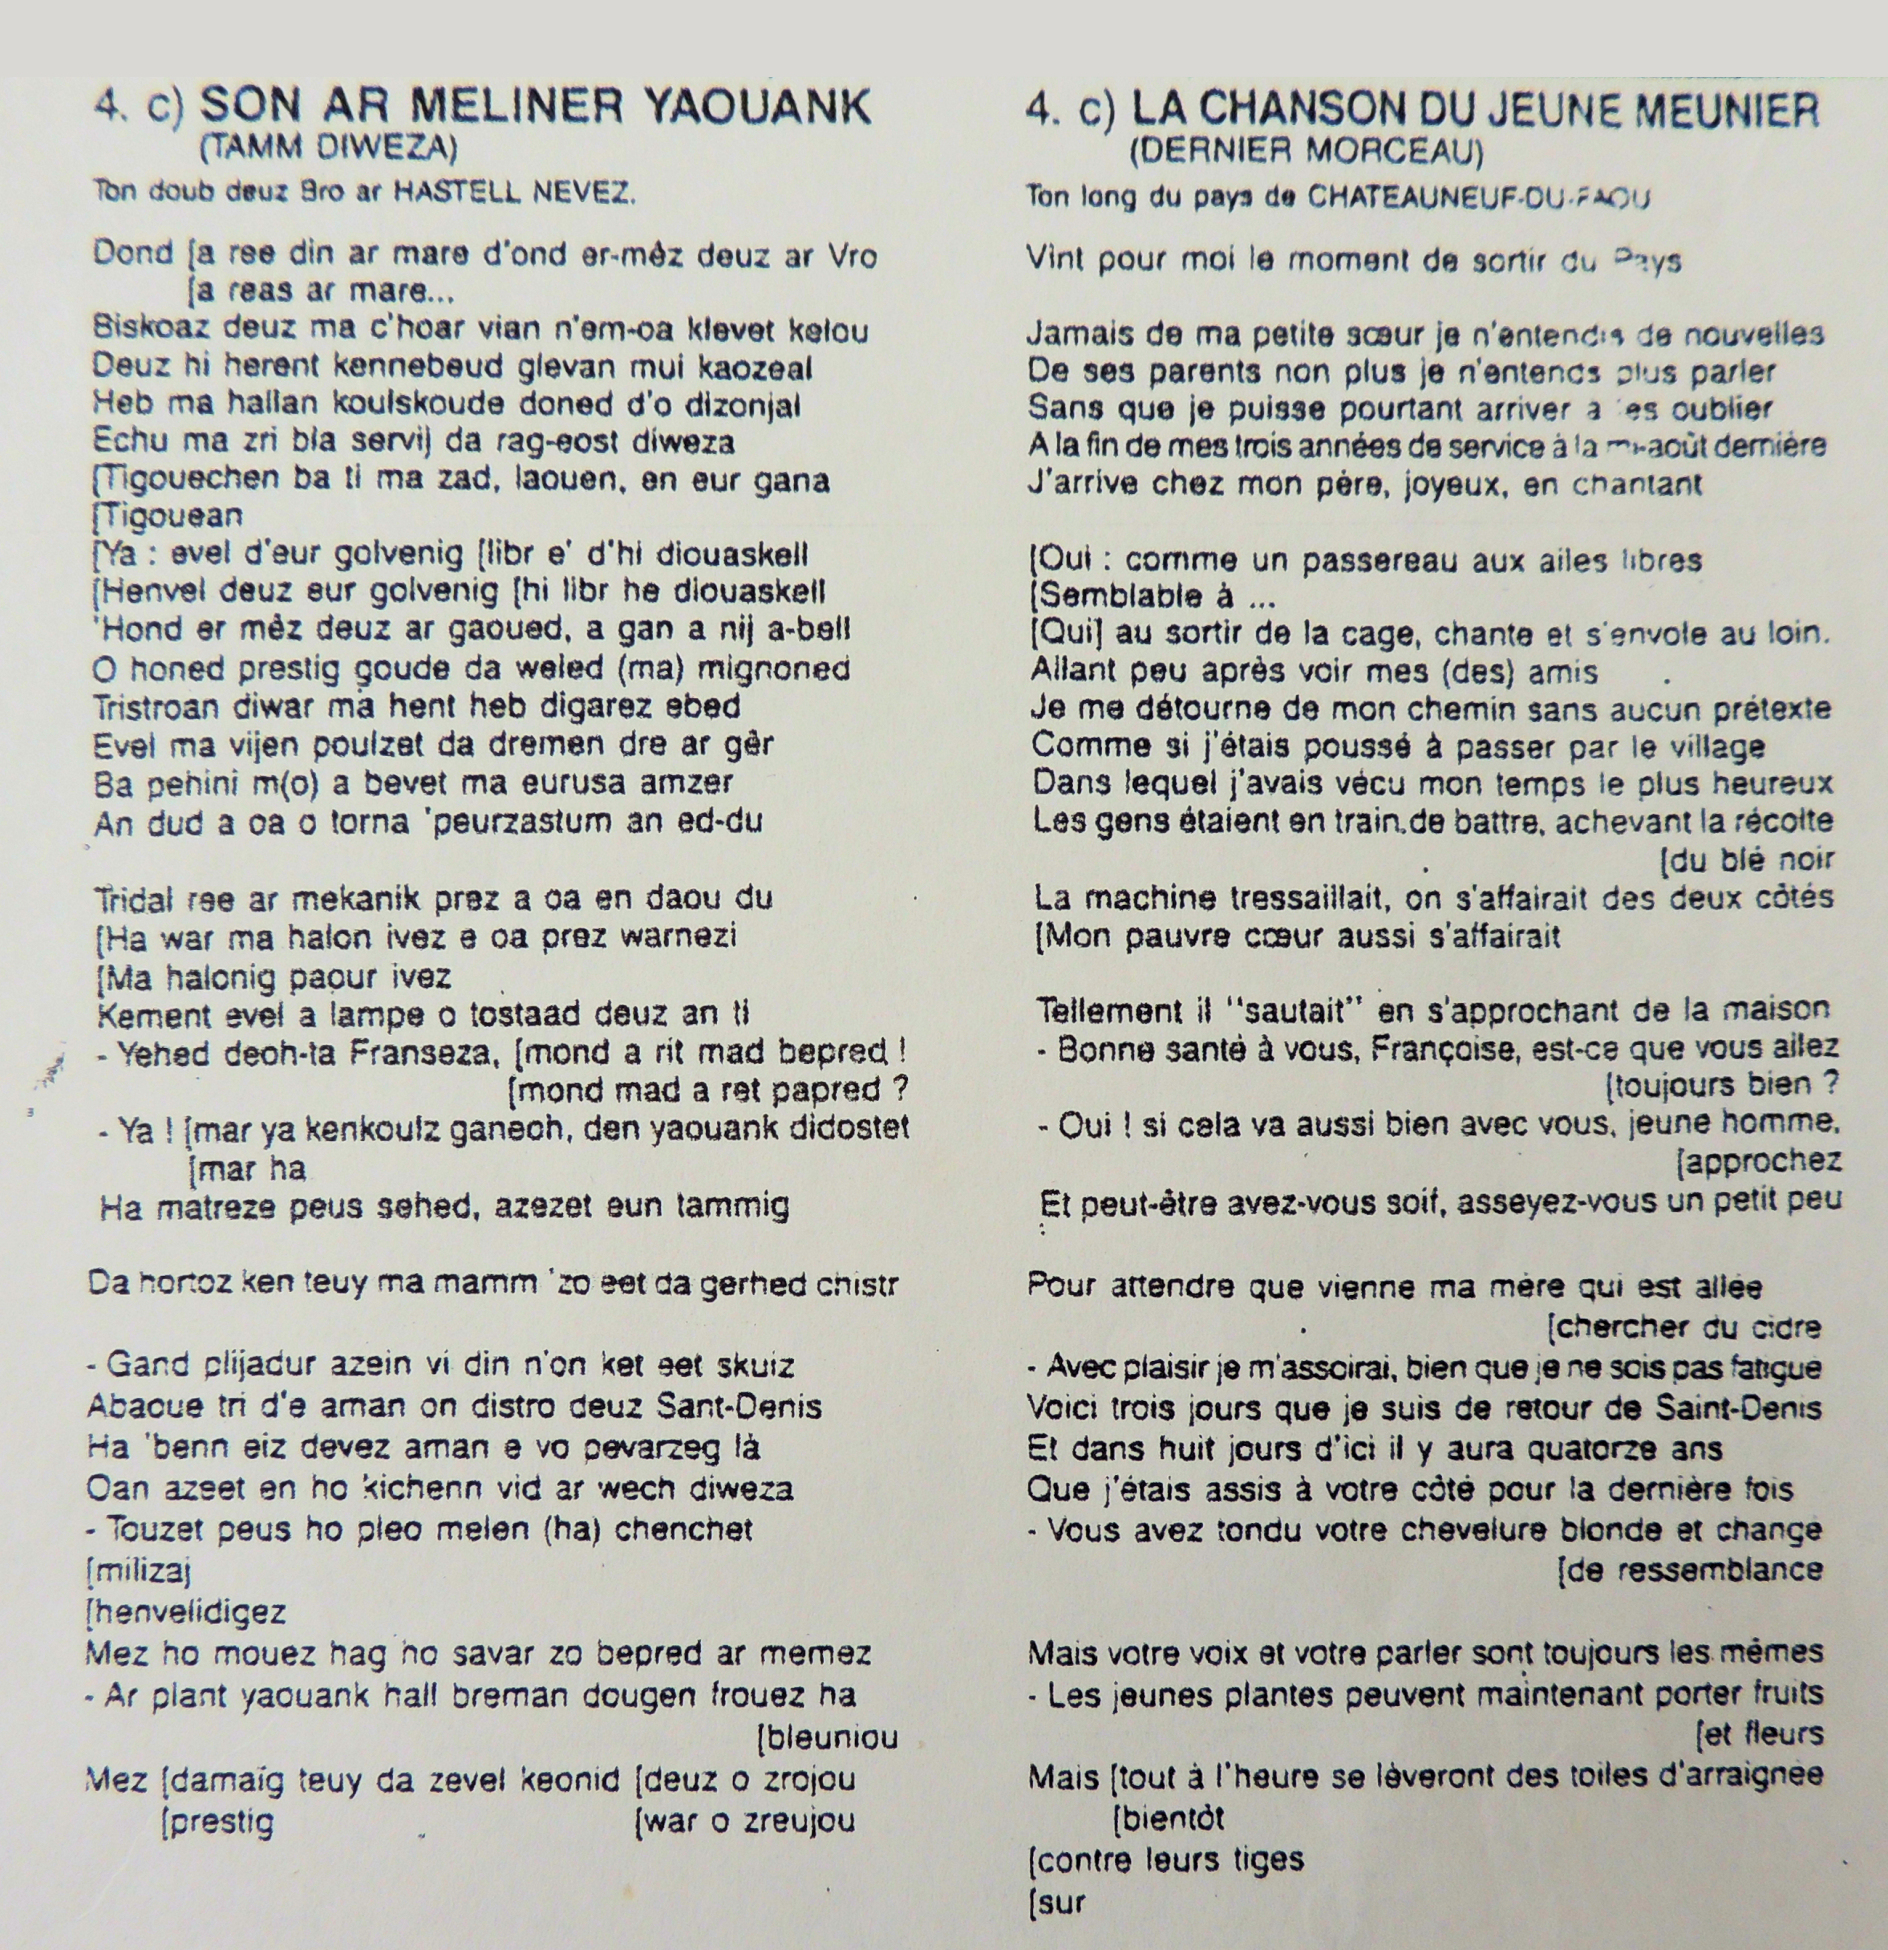 4. c) SON AR MELINER YAOUANK
(TAMM DIWEZA)
Ton doub deuz Bro ar HASTELL NEVEZ.
Dond [a ree din ar mare d'ond er-mêz deuz ar Vro
[a reas ar mare...
Biskoaz deuz ma c'hoar vian n'em-oa klevet kelou
Deuz hi herent kennebeud glevan mui kaozeal
Heb ma hallan koulskoude doned d'o dizonjal
Echu ma zri bla servij da rag-eost diweza
[Tigouechen ba ti ma zad, laouen, en eur gana
[Tigouean
[Ya : evel d'eur golvenig [libr e' d'hi diouaskell
[Henvel deuz eur golvenig [hi libr he diouaskell
'Hond er mêz deuz ar gaoued, a gan a nij a-bell
O honed prestig goude da weled (ma) mignoned
Tristroan diwar ma hent heb digarez ebed
Evel ma vijen poulzet da dremen dre ar gêr
Ba pehini m(o) a bevet ma eurusa amzer
An dud a oa o torna 'peurzastum an ed-du
Tridal ree ar mekanik prez a oa en daou du
[Ha war ma halon ivez e oa prez warnezi
[Ma halonig paour ivez
Kement evel a lampe o tostaad deuz an ti
- Yehed deoh-ta Franseza, [mond a rit mad bepred !
[mond mad a ret papred ?
- Ya ! [mar ya kenkoulz ganeoh, den yaouank didostet
[mar ha
Ha matreze peus sehed, azezet eun tammig
Da hortoz ken teuy ma mamm 'zo eet da gerhed chistr
- Gand plijadur azein vi din n'on ket eet skuiz
Abaoue tri d'e aman on distro deuz Sant-Denis
Ha 'benn eiz devez aman e vo pevarzeg là
Oan azeet en ho kichenn vid ar wech diweza
- Touzet peus ho pleo melen (ha) chenchet
[milizaj
[henvelidigez
Mez ho mouez hag ho savar zo bepred ar memez
- Ar plant yaouank hall breman dougen frouez ha
[bleuniou
Mez [damaig teuy da zevel keonid [deuz o zrojou
[prestig [war o zreujou
4. c) LA CHANSON DU JEUNE MEUNIER
(DERNIER MORCEAU)
Ton long du pays de CHATEAUNEUF-DU-FAOU
Vint pour moi le moment de sortir du Pays
Jamais de ma petite sœur je n'entendis de nouvelles
De ses parents non plus je n'entends plus parler
Sans que je puisse pourtant arriver à les oublier
A la fin de mes trois années de service à la mi-août dernière
J'arrive chez mon père, joyeux, en chantant
[Oui : comme un passereau aux ailes libres
[Semblable à ...
[Qui] au sortir de la cage, chante et s'envole au loin.
Allant peu après voir mes (des) amis
Je me détourne de mon chemin sans aucun prétexte
Comme si j'étais poussé à passer par le village
Dans lequel j'avais vécu mon temps le plus heureux
Les gens étaient en train de battre, achevant la récolte
[du blé noir
La machine tressaillait, on s'affairait des deux côtés
[Mon pauvre cœur aussi s'affairait
Tellement il "sautait" en s'approchant de la maison
- Bonne santé à vous, Françoise, est-ce que vous allez
[toujours bien ?
- Oui ! si cela va aussi bien avec vous, jeune homme,
[approchez
Et peut-être avez-vous soif, asseyez-vous un petit peu
Pour attendre que vienne ma mère qui est allée
[chercher du cidre
- Avec plaisir je m'assoirai, bien que je ne sois pas fatigue
Voici trois jours que je suis de retour de Saint-Denis
Et dans huit jours d'ici il y aura quatorze ans
Que j'étais assis à votre côté pour la dernière fois
- Vous avez tondu votre chevelure blonde et change
[de ressemblance
Mais votre voix et votre parler sont toujours les mêmes
- Les jeunes plantes peuvent maintenant porter fruits
[et fleurs
Mais [tout à l'heure se lèveront des toiles d'arraignée
[bientôt
[contre leurs tiges
[sur